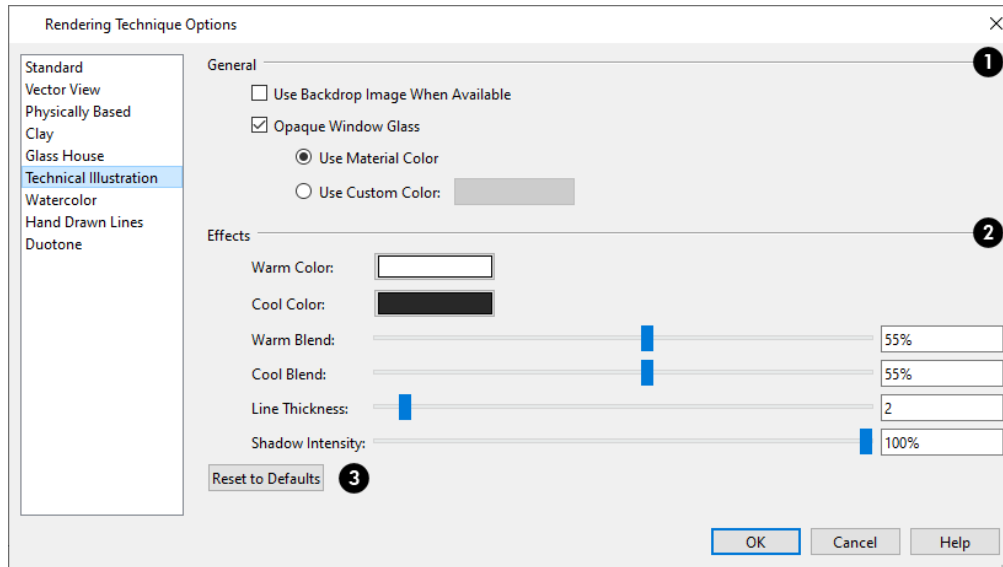 Rendering Technique Options
Standard
Vector View
Physically Based
Clay
Glass House
Technical Illustration
Watercolor
Hand Drawn Lines
Duotone
General 1
Use Backdrop Image When Available
Opaque Window Glass
Use Material Color
Use Custom Color:
Effects 2
Warm Color:
Cool Color:
Warm Blend: 55%
Cool Blend: 55%
Line Thickness: 2
Shadow Intensity: 100%
Reset to Defaults 3
OK Cancel Help